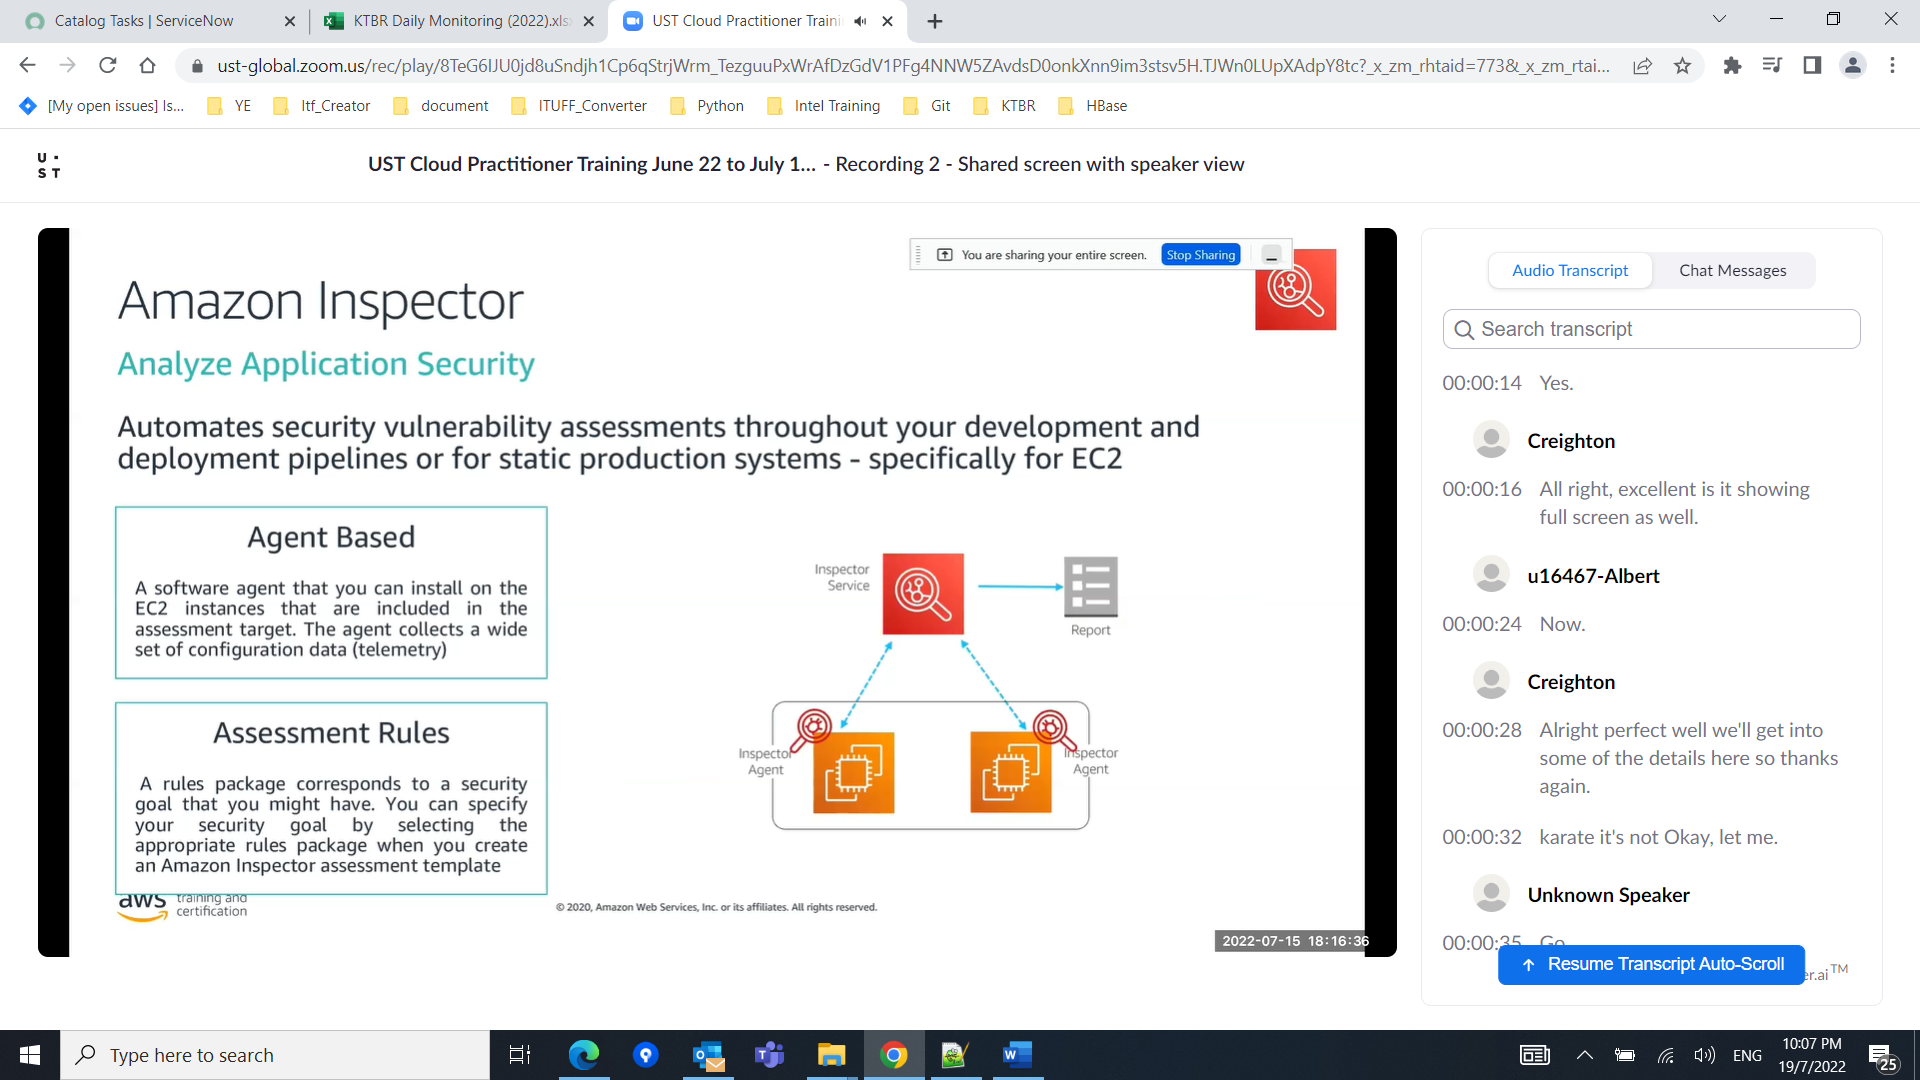 Catalog Tasks | ServiceNow
KTBR Daily Monitoring (2022).xls
UST Cloud Practitioner Traini
ust-global.zoom.us/rec/play/8TeG6IJU0jd8uSndjh1Cp6qStrjWrm_TezguuPxWrAfDzGdV1PFg4NNW5ZAvdsD0onkXnn9im3stsv5H.TJWn0LUpXAdpY8tc?_x_zm_rhtaid=773&_x_zm_rtai...
[My open issues] Is...
YE
Itf_Creator
document
ITUFF_Converter
Python
Intel Training
Git
KTBR
HBase
U.
ST
UST Cloud Practitioner Training June 22 to July 1... - Recording 2 - Shared screen with speaker view
You are sharing your entire screen.
Stop Sharing
Amazon Inspector
Analyze Application Security
Automates security vulnerability assessments throughout your development and
deployment pipelines or for static production systems - specifically for EC2
Agent Based
A software agent that you can install on the
EC2 instances that are included in the
assessment target. The agent collects a wide
set of configuration data (telemetry)
Assessment Rules
A rules package corresponds to a security
goal that you might have. You can specify
your security goal by selecting the
appropriate rules package when you create
an Amazon Inspector assessment template
Inspector
Service
Report
Inspector
Agent
Inspector
Agent
aws
training and
certification
© 2020, Amazon Web Services, Inc. or its affiliates. All rights reserved.
2022-07-15 18:16:36
Audio Transcript
Chat Messages
Search transcript
00:00:14 Yes.
Creighton
00:00:16 All right, excellent is it showing
full screen as well.
u16467-Albert
00:00:24 Now.
Creighton
00:00:28 Alright perfect well we'll get into
some of the details here so thanks
again.
00:00:32 karate it's not Okay, let me.
Unknown Speaker
00:00:35 Go
Resume Transcript Auto-Scroll
er.ai™
Type here to search
ENG
10:07 PM
19/7/2022
25